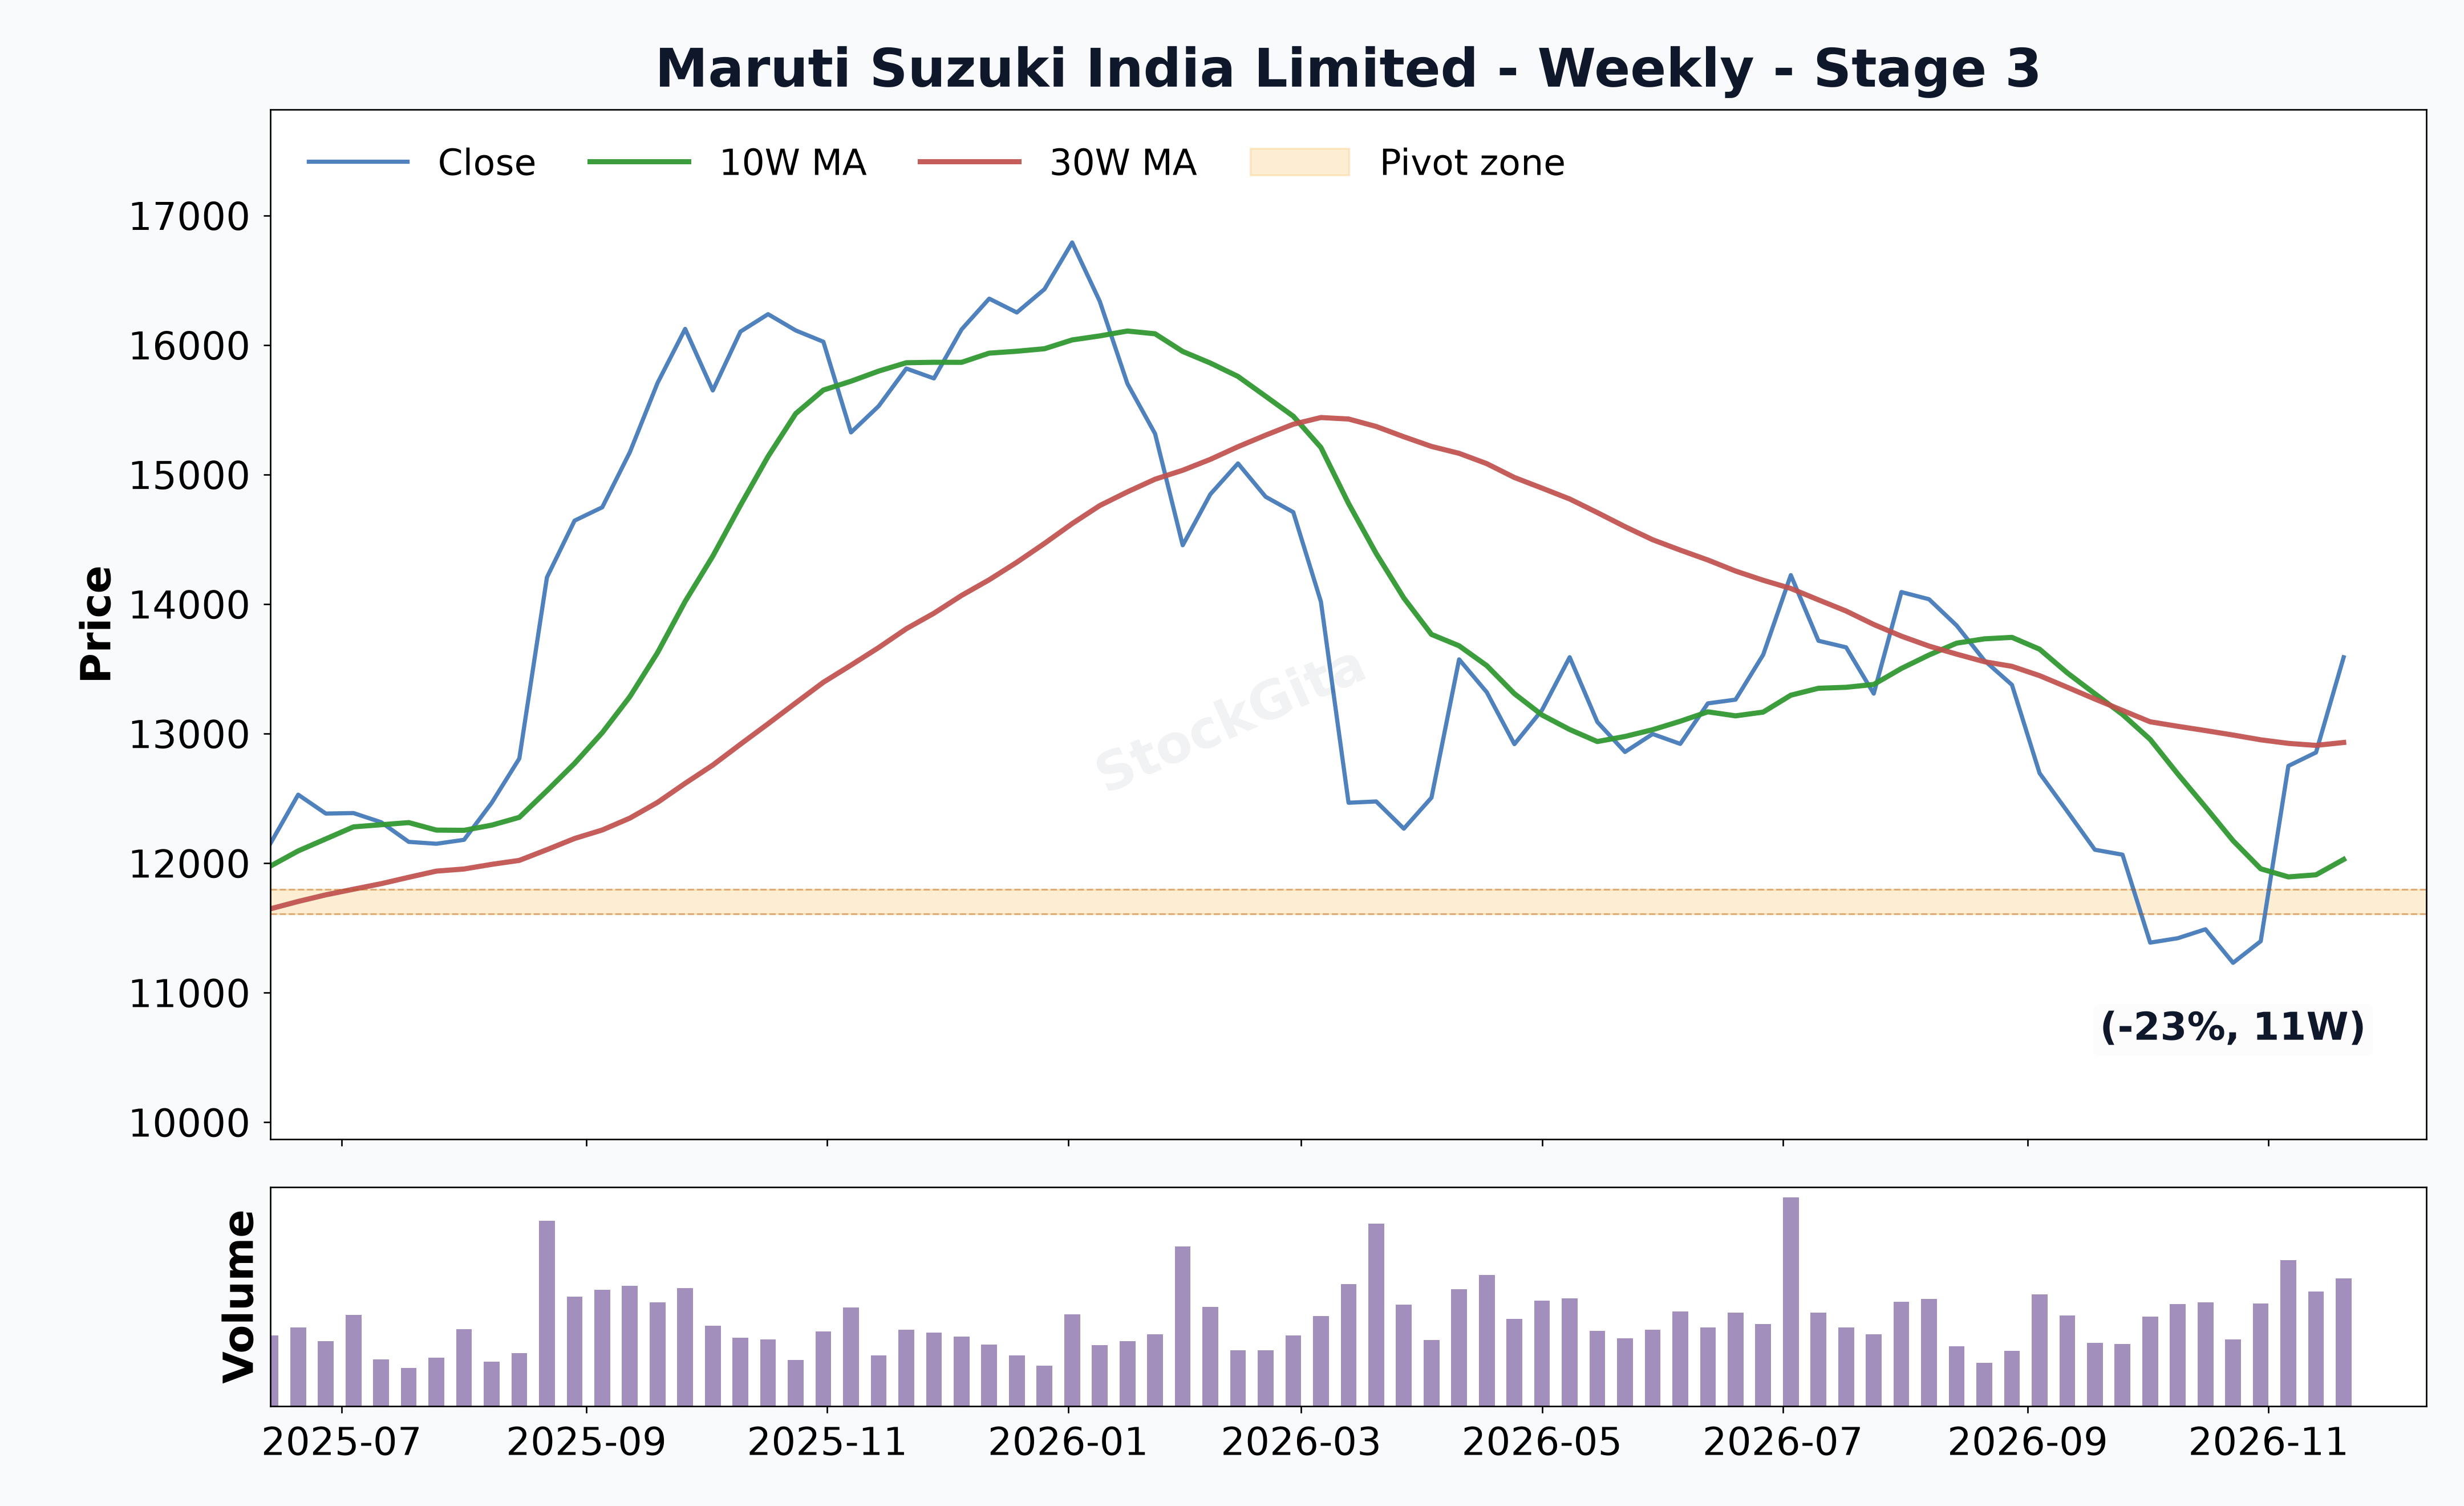 Maruti Suzuki India Limited - Weekly - Stage 3
Close 10W MA 30W MA Pivot zone
17000
16000
15000
14000
13000
12000
11000
10000
Price
StockGita
(-23%, 11W)
Volume
2025-07 2025-09 2025-11 2026-01 2026-03 2026-05 2026-07 2026-09 2026-11